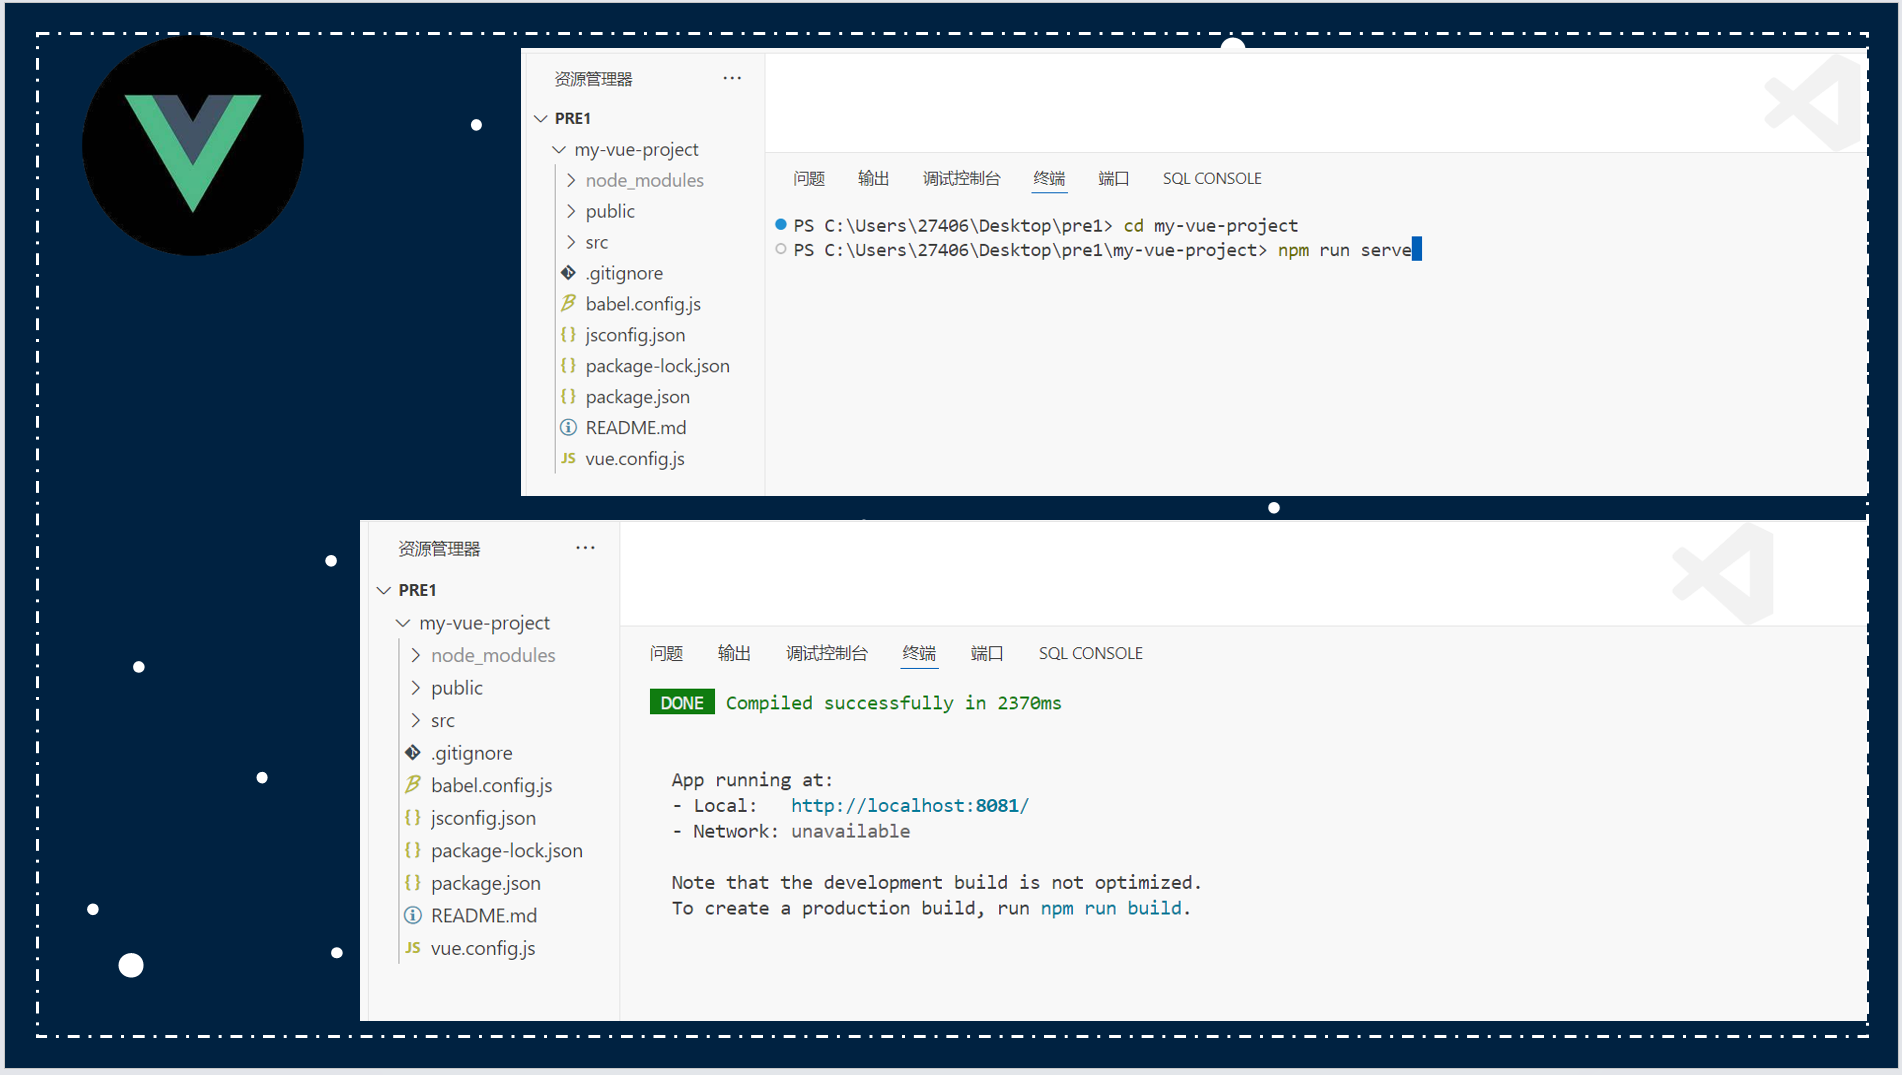 资源管理器 ···
PRE1
my-vue-project
node_modules
public
src
.gitignore
babel.config.js
{} jsconfig.json
{} package-lock.json
{} package.json
README.md
JS vue.config.js
问题 输出 调试控制台 终端 端口 SQL CONSOLE
PS C:\Users\27406\Desktop\pre1> cd my-vue-project
PS C:\Users\27406\Desktop\pre1\my-vue-project> npm run serve
资源管理器 ···
PRE1
my-vue-project
node_modules
public
src
.gitignore
babel.config.js
{} jsconfig.json
{} package-lock.json
{} package.json
README.md
JS vue.config.js
问题 输出 调试控制台 终端 端口 SQL CONSOLE
DONE Compiled successfully in 2370ms
App running at:
- Local: http://localhost:8081/
- Network: unavailable
Note that the development build is not optimized.
To create a production build, run npm run build.